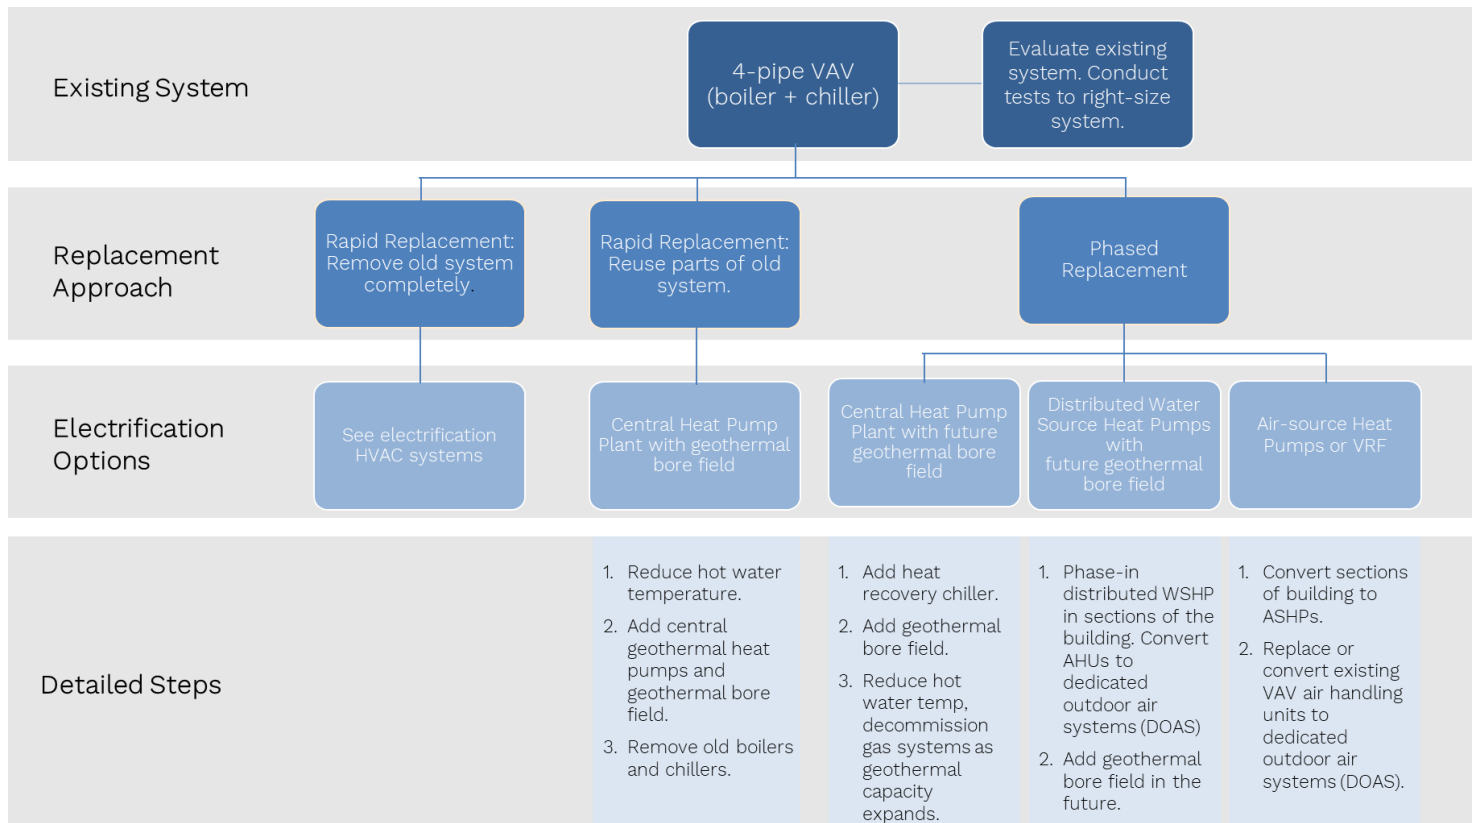 Existing System
4-pipe VAV
(boiler + chiller)
Evaluate existing
system. Conduct
tests to right-size
system.
Replacement
Approach
Rapid Replacement:
Remove old system
completely.
Rapid Replacement:
Reuse parts of old
system.
Phased
Replacement
Electrification
Options
See electrification
HVAC systems
Central Heat Pump
Plant with geothermal
bore field
Central Heat Pump
Plant with future
geothermal bore
field
Distributed Water
Source Heat Pumps
with
future geothermal
bore field
Air-source Heat
Pumps or VRF
Detailed Steps
1. Reduce hot water
temperature.
2. Add central
geothermal heat
pumps and
geothermal bore
field.
3. Remove old boilers
and chillers.
1. Add heat
recovery chiller.
2. Add geothermal
bore field.
3. Reduce hot
water temp,
decommission
gas systems as
geothermal
capacity
expands.
1. Phase-in
distributed WSHP
in sections of the
building. Convert
AHUs to
dedicated
outdoor air
systems (DOAS)
2. Add geothermal
bore field in the
future.
1. Convert sections
of building to
ASHPs.
2. Replace or
convert existing
VAV air handling
units to
dedicated
outdoor air
systems (DOAS).